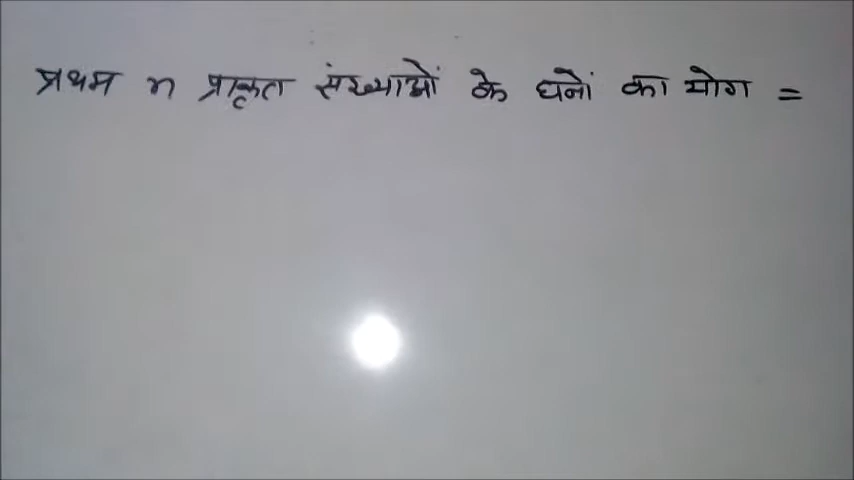 प्रथम n प्राकृत संख्याओं के घनों का योग =